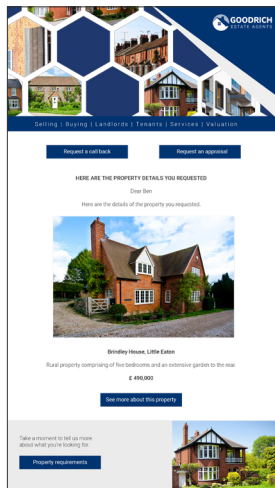 GOODRICH
ESTATE AGENTS
Selling | Buying | Landlords | Tenants | Services | Valuation
Request a call back
Request an appraisal
HERE ARE THE PROPERTY DETAILS YOU REQUESTED
Dear Ben
Here are the details of the property you requested.
Brindley House, Little Eaton
Rural property comprising of five bedrooms and an extensive garden to the rear.
£ 490,000
See more about this property
Take a moment to tell us more
about what you're looking for.
Property requirements